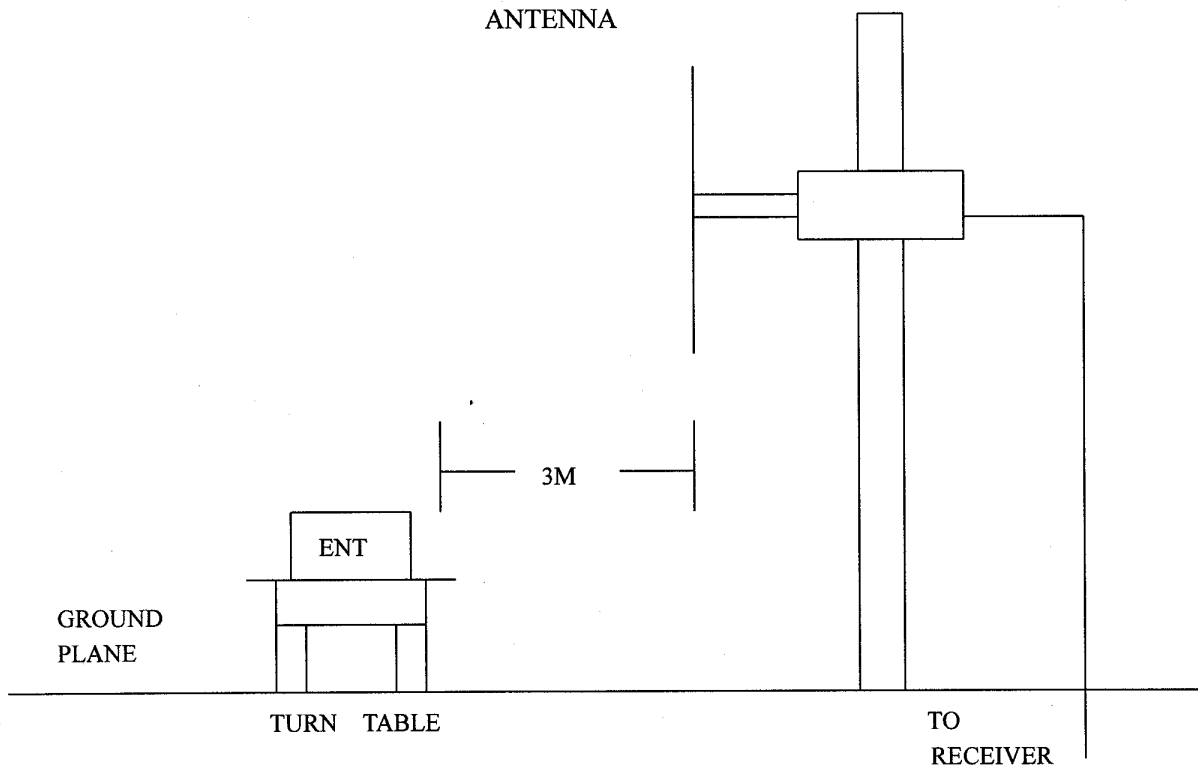 ANTENNA
3M
ENT
GROUND
PLANE
TURN TABLE
TO
RECEIVER